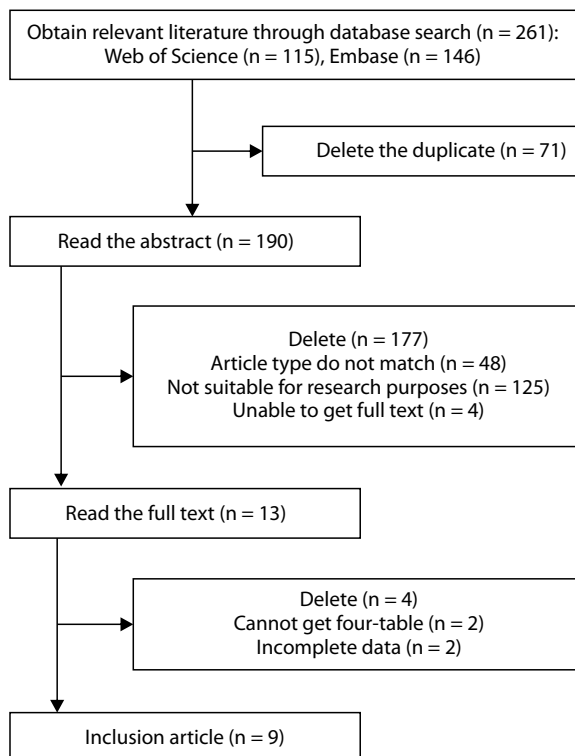 Obtain relevant literature through database search (n = 261):
Web of Science (n = 115), Embase (n = 146)
Delete the duplicate (n = 71)
Read the abstract (n = 190)
Delete (n = 177)
Article type do not match (n = 48)
Not suitable for research purposes (n = 125)
Unable to get full text (n = 4)
Read the full text (n = 13)
Delete (n = 4)
Cannot get four-table (n = 2)
Incomplete data (n = 2)
Inclusion article (n = 9)